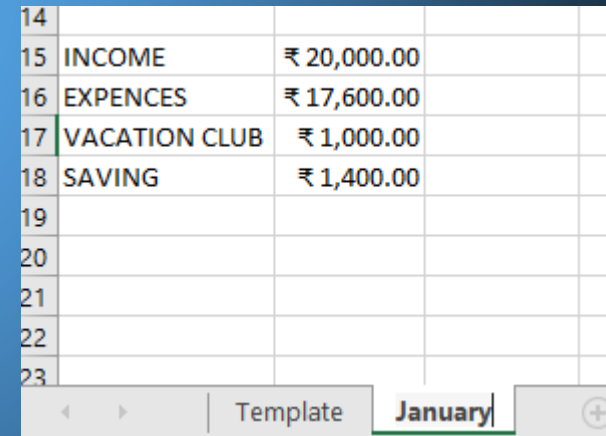 14
15 INCOME ₹ 20,000.00
16 EXPENCES ₹ 17,600.00
17 VACATION CLUB ₹ 1,000.00
18 SAVING ₹ 1,400.00
19
20
21
22
23
Template January